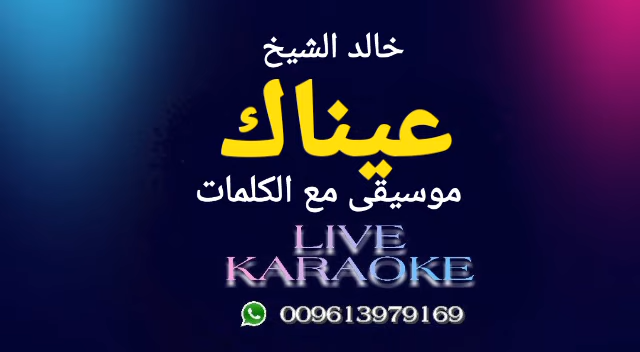 خالد الشيخ
عيناك
موسيقى مع الكلمات
LIVE
KARAOKE
009613979169